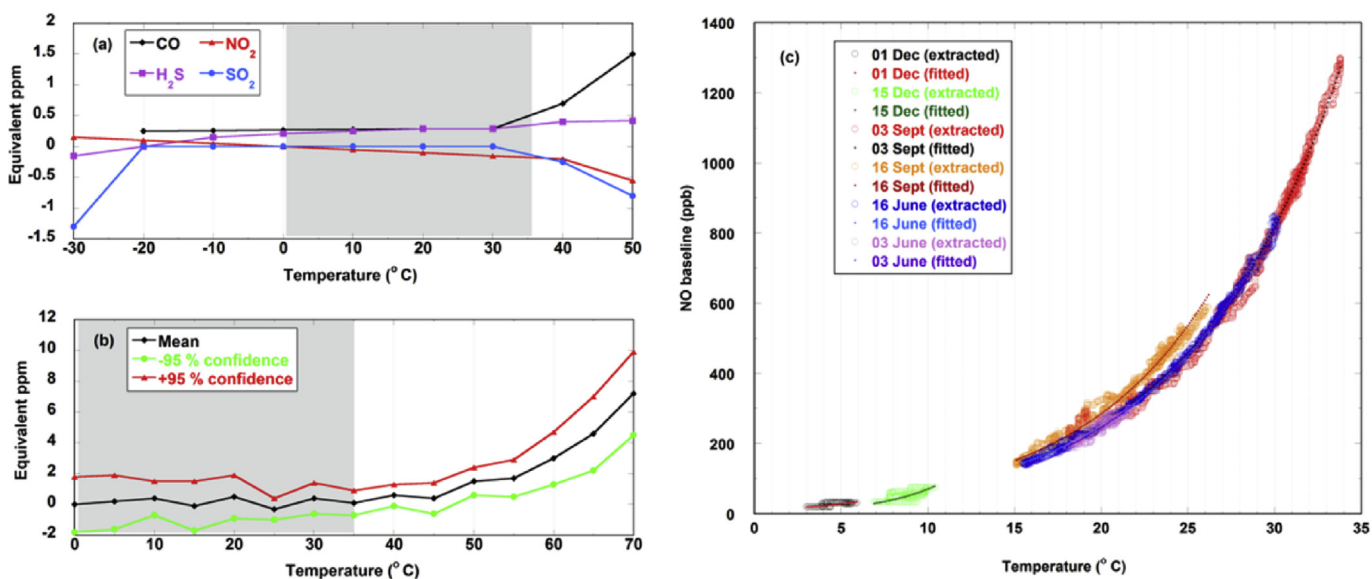 (a)
CO
NO2
H2S
SO2
Equivalent ppm
2
1.5
1
0.5
0
-0.5
-1
-1.5
-30
-20
-10
0
10
20
30
40
50
Temperature (° C)
(b)
Mean
-95 % confidence
+95 % confidence
Equivalent ppm
12
10
8
6
4
2
0
-2
0
10
20
30
40
50
60
70
Temperature (° C)
(c)
01 Dec (extracted)
01 Dec (fitted)
15 Dec (extracted)
15 Dec (fitted)
03 Sept (extracted)
03 Sept (fitted)
16 Sept (extracted)
16 Sept (fitted)
16 June (extracted)
16 June (fitted)
03 June (extracted)
03 June (fitted)
NO baseline (ppb)
1400
1200
1000
800
600
400
200
0
0
5
10
15
20
25
30
35
Temperature (° C)